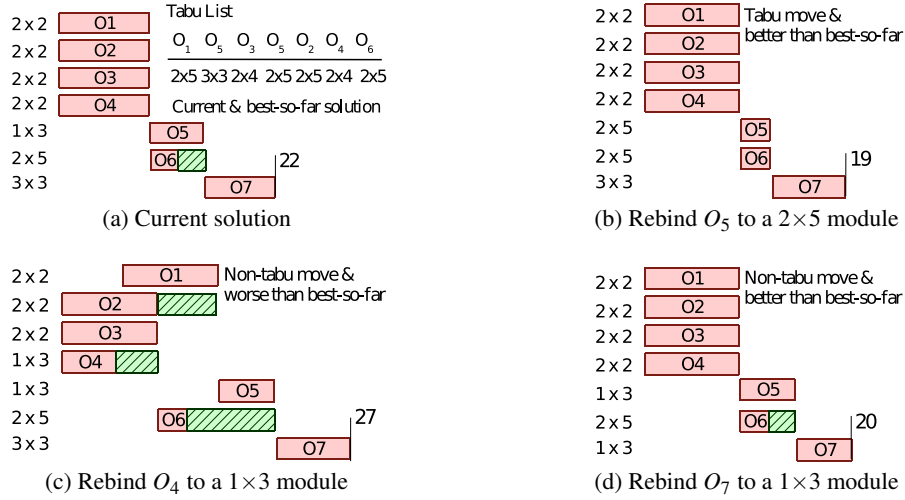 Tabu List
O1 O5 O3 O5 O2 O4 O6
2x5 3x3 2x4 2x5 2x5 2x4 2x5
Current & best-so-far solution
2 x 2 O1
2 x 2 O2
2 x 2 O3
2 x 2 O4
1 x 3 O5
2 x 5 O6 22
3 x 3 O7
(a) Current solution
Tabu move &
better than best-so-far
2 x 2 O1
2 x 2 O2
2 x 2 O3
2 x 2 O4
2 x 5 O5
2 x 5 O6 19
3 x 3 O7
(b) Rebind O5 to a 2×5 module
Non-tabu move &
worse than best-so-far
2 x 2 O1
2 x 2 O2
2 x 2 O3
1 x 3 O4
1 x 3 O5
2 x 5 O6 27
3 x 3 O7
(c) Rebind O4 to a 1×3 module
Non-tabu move &
better than best-so-far
2 x 2 O1
2 x 2 O2
2 x 2 O3
2 x 2 O4
1 x 3 O5
2 x 5 O6 20
1 x 3 O7
(d) Rebind O7 to a 1×3 module